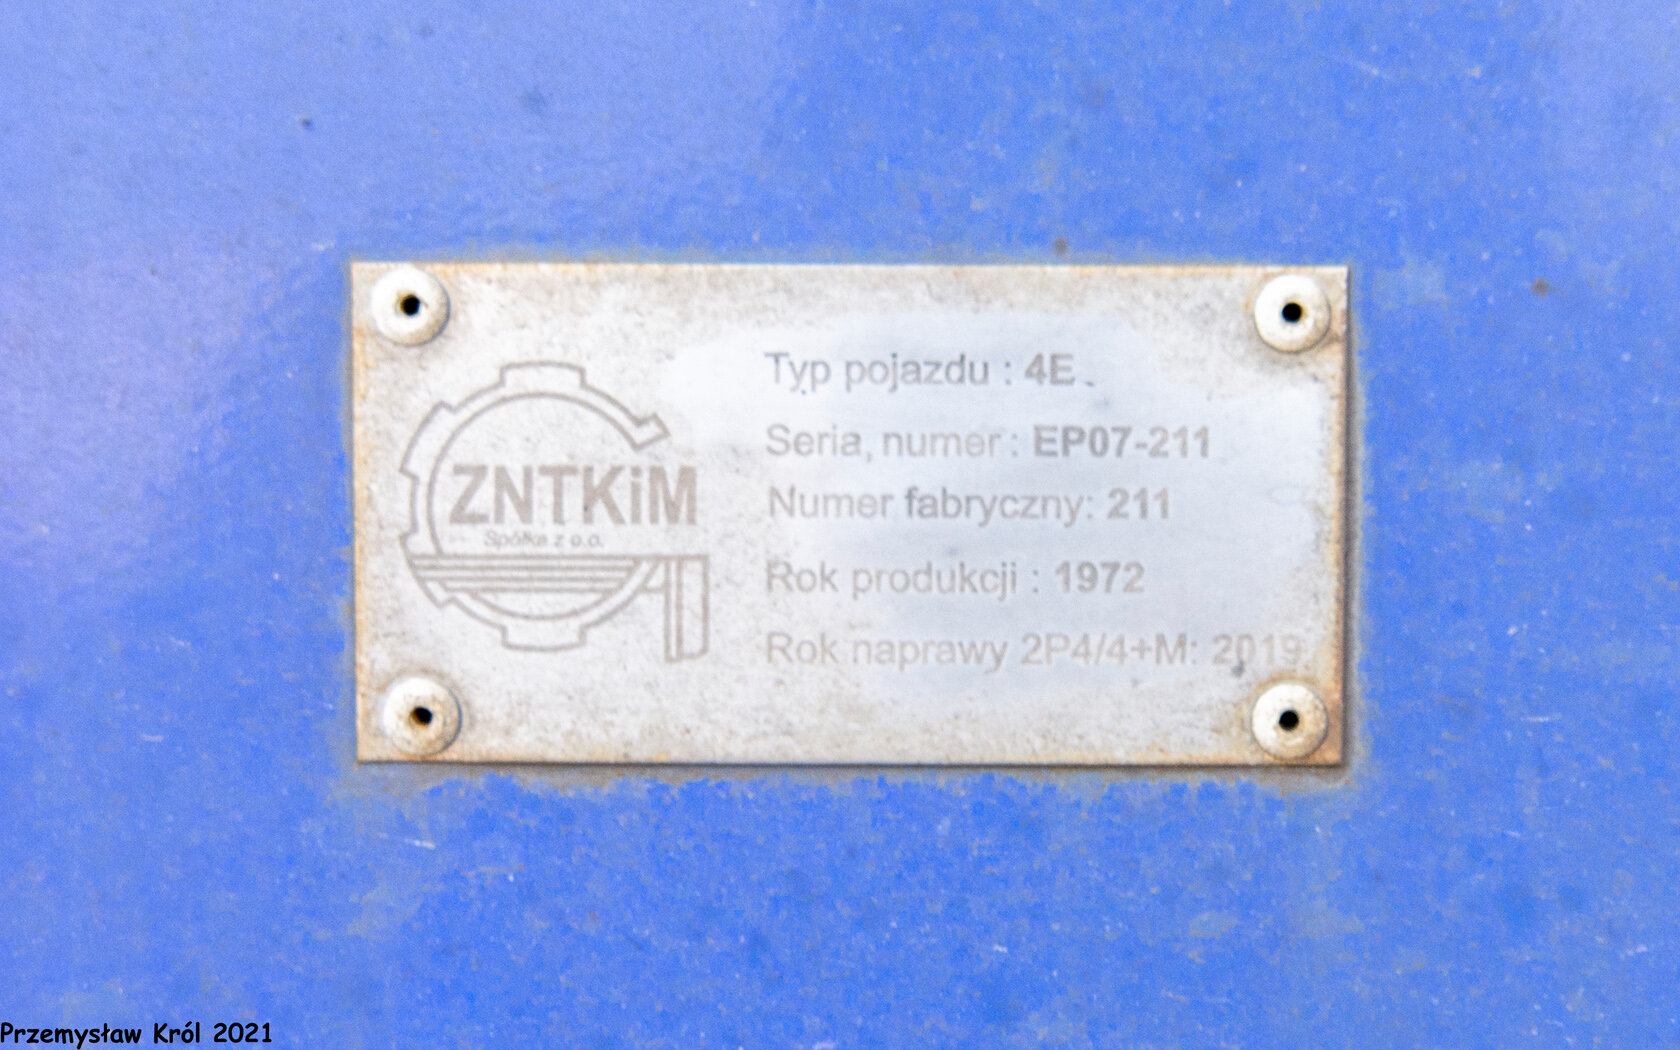 ZNTKiM
Spółka z o.o.
Typ pojazdu : 4E
Seria, numer : EP07-211
Numer fabryczny: 211
Rok produkcji : 1972
Rok naprawy 2P4/4+M: 2019
Przemysław Król 2021